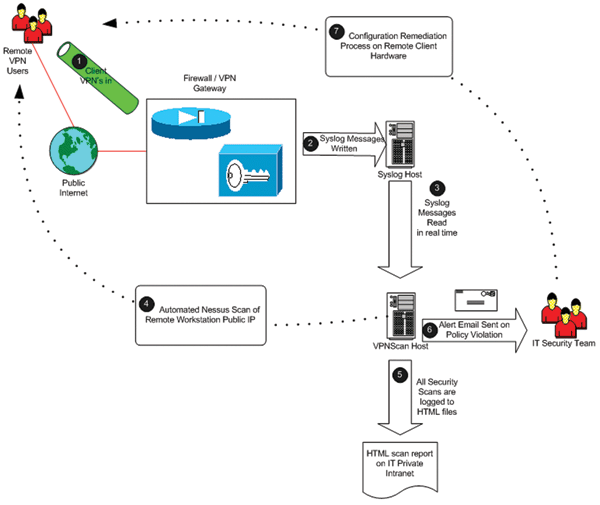 Remote
VPN
Users
1
Client
VPN's in
Firewall / VPN
Gateway
Public
Internet
2
Syslog Messages
Written
Syslog Host
3
Syslog
Messages
Read
in real time
4
Automated Nessus Scan of
Remote Workstation Public IP
VPNScan Host
5
All Security
Scans are
logged to
HTML files
HTML scan report
on IT Private
Intranet
6
Alert Email Sent on
Policy Violation
IT Security Team
7
Configuration Remediation
Process on Remote Client
Hardware